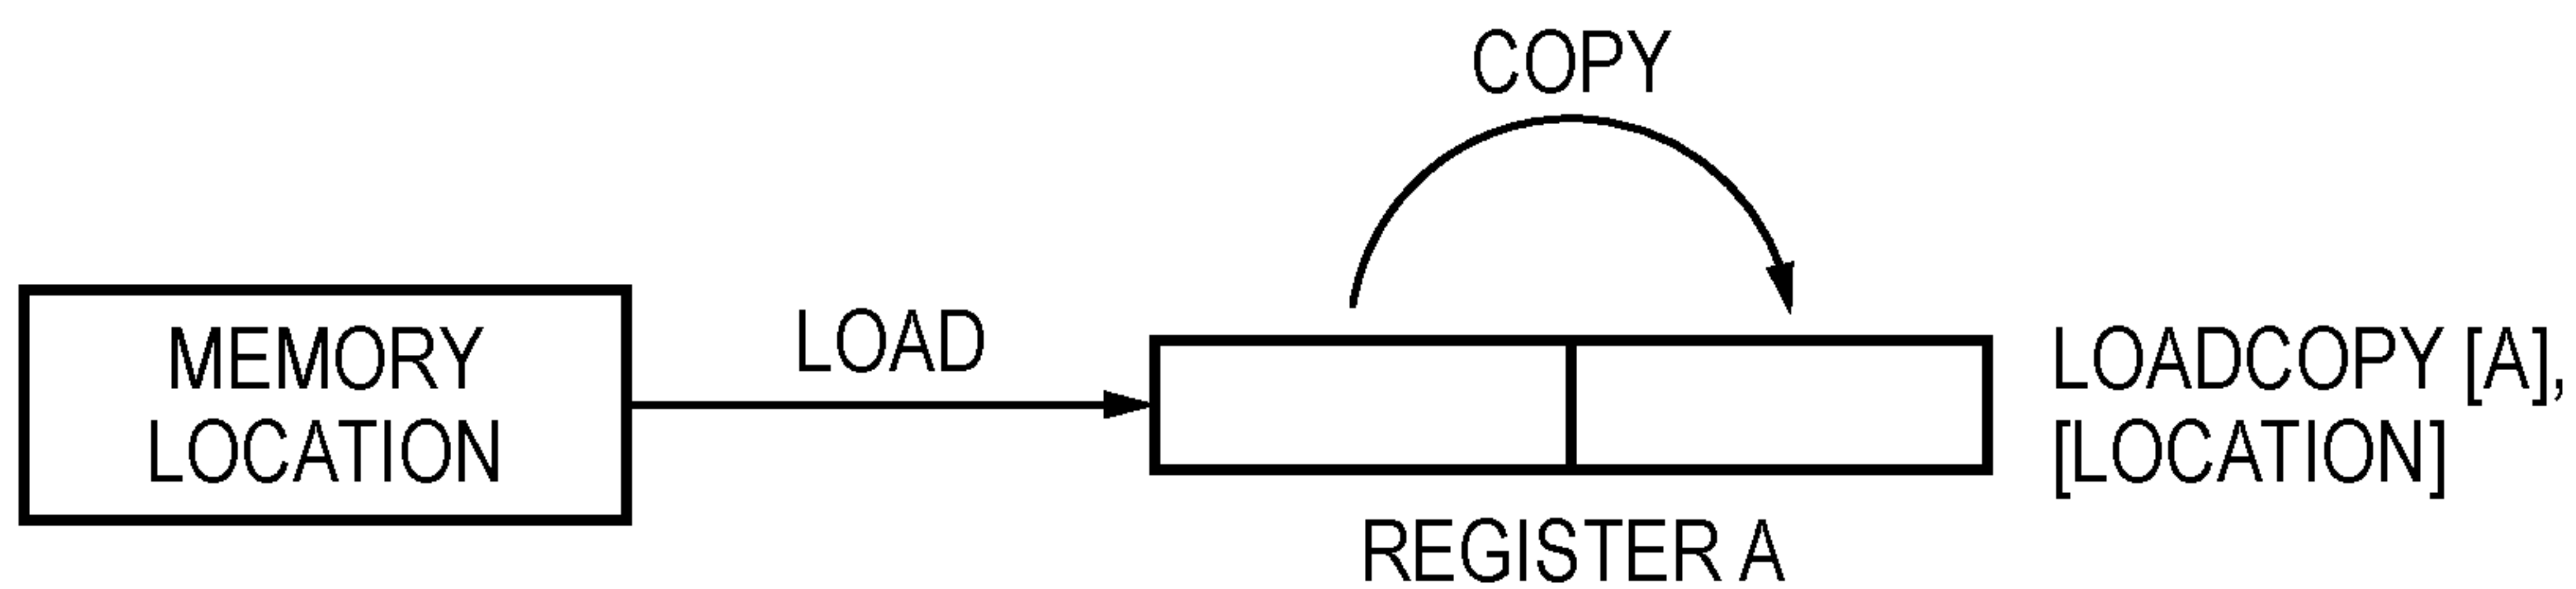 COPY
MEMORY
LOCATION
LOAD
LOADCOPY [A],
[LOCATION]
REGISTER A